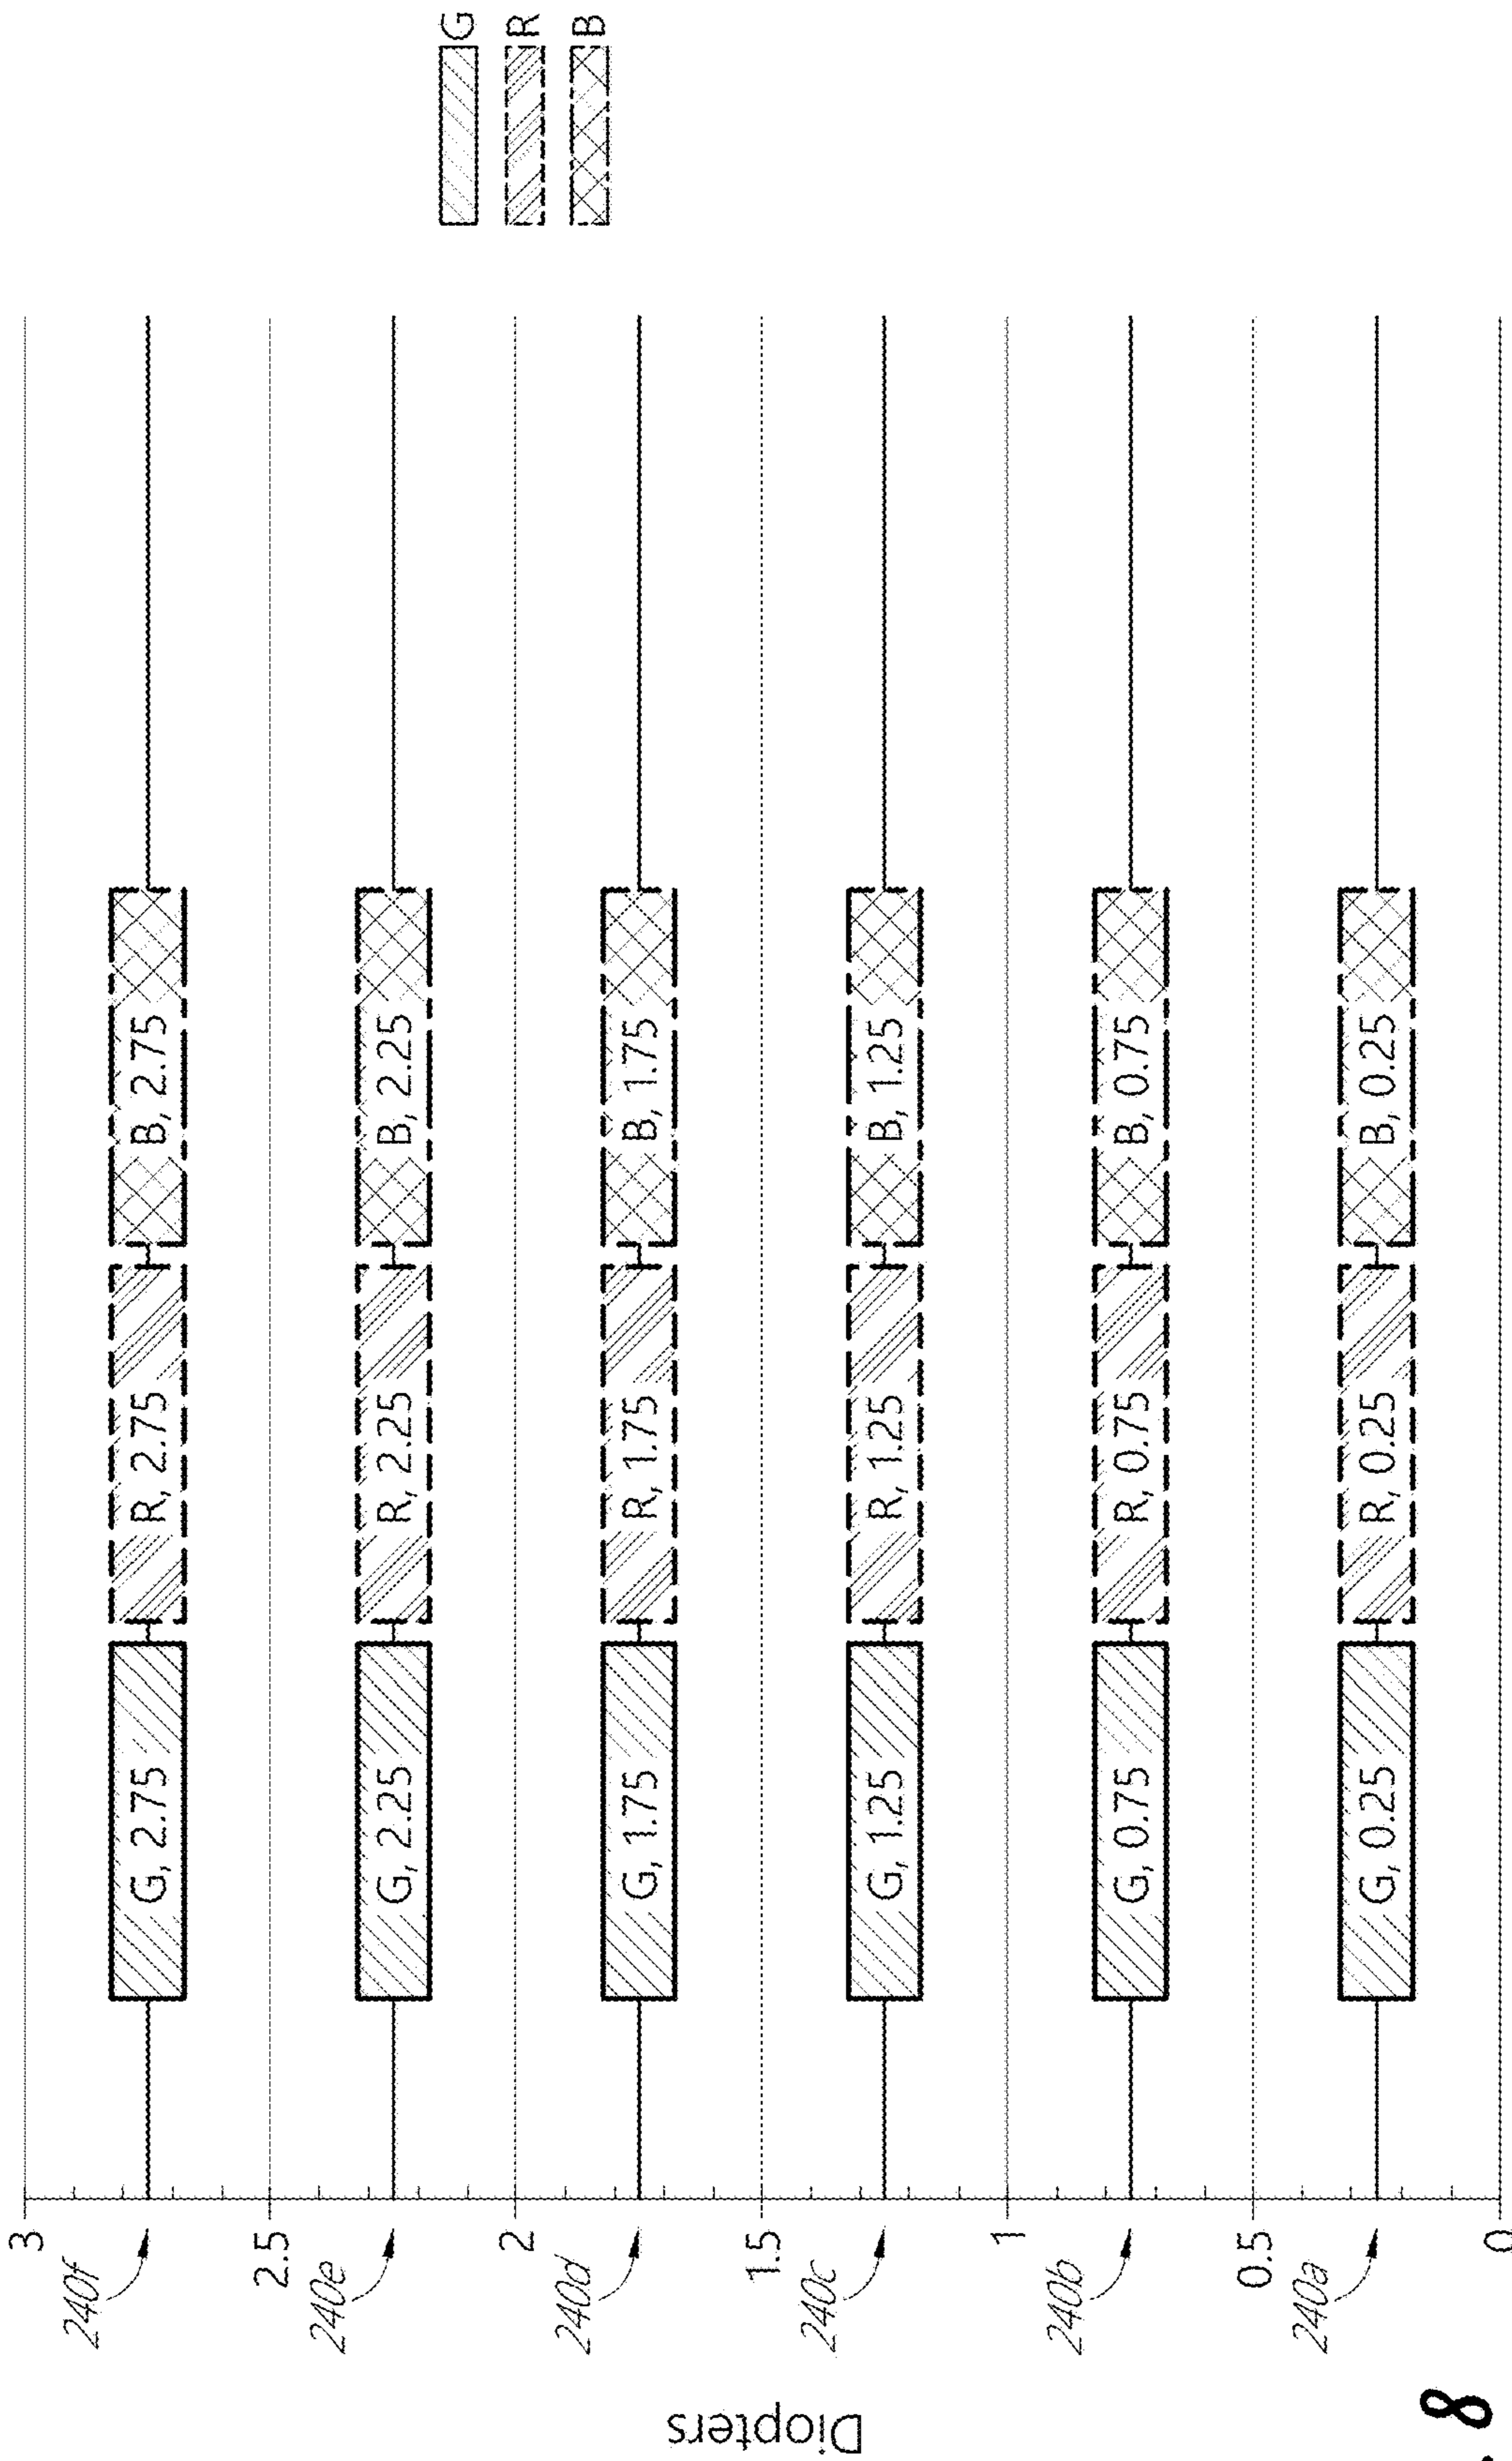 3
240f
G, 2.75
R, 2.75
B, 2.75
2.5
240e
G, 2.25
R, 2.25
B, 2.25
2
240d
G, 1.75
R, 1.75
B, 1.75
1.5
240c
G, 1.25
R, 1.25
B, 1.25
1
240b
G, 0.75
R, 0.75
B, 0.75
0.5
240a
G, 0.25
R, 0.25
B, 0.25
0
Diopters
G
R
B
8